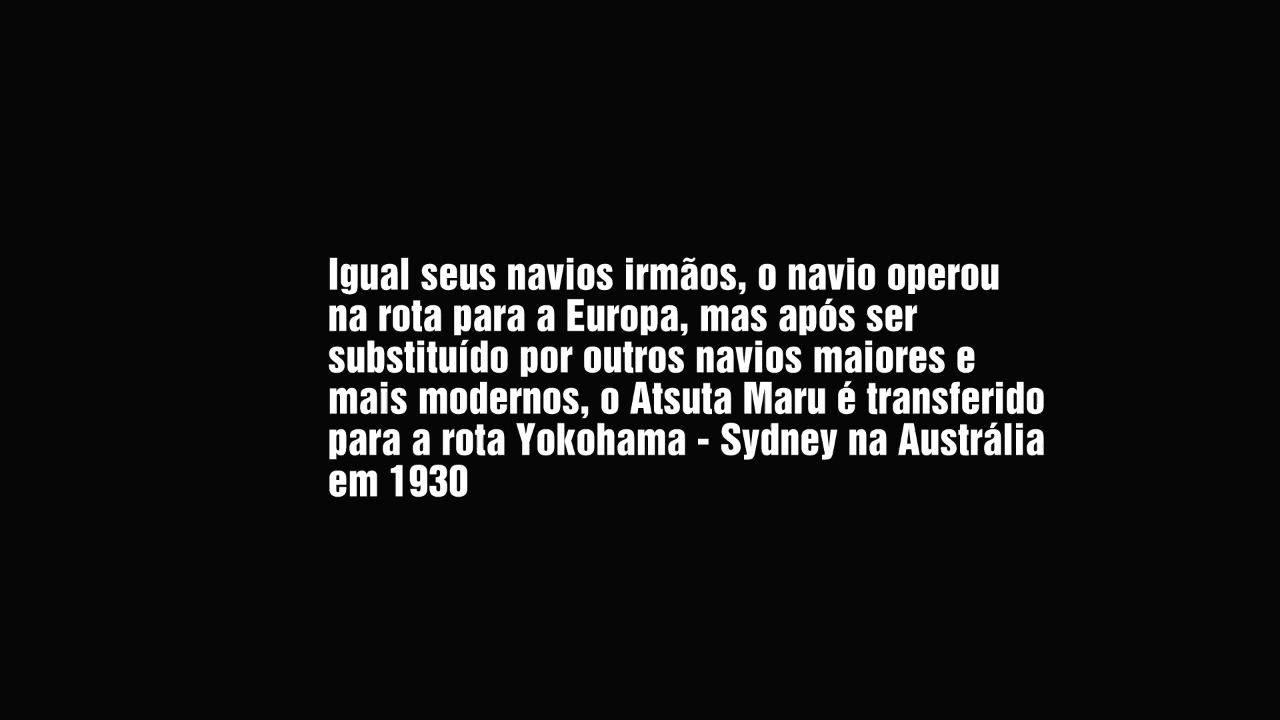 Igual seus navios irmãos, o navio operou
na rota para a Europa, mas após ser
substituído por outros navios maiores e
mais modernos, o Atsuta Maru é transferido
para a rota Yokohama - Sydney na Austrália
em 1930